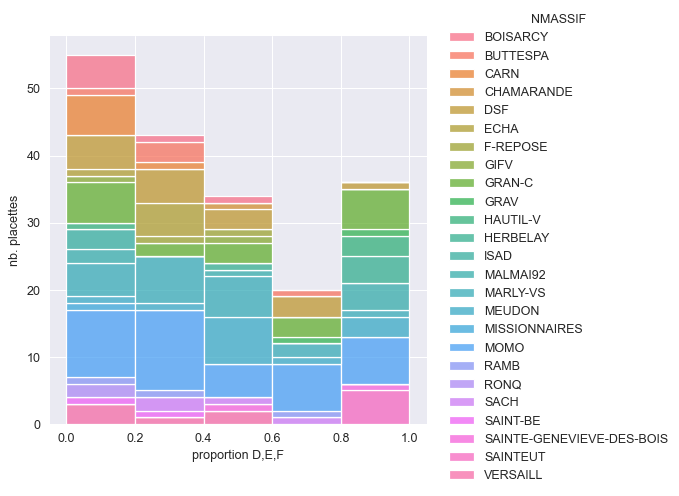 NMASSIF
BOISARCY
BUTTESPA
CARN
CHAMARANDE
DSF
ECHA
F-REPOSE
GIFV
GRAN-C
GRAV
HAUTIL-V
HERBELAY
ISAD
MALMAI92
MARLY-VS
MEUDON
MISSIONNAIRES
MOMO
RAMB
RONQ
SACH
SAINT-BE
SAINTE-GENEVIEVE-DES-BOIS
SAINTEUT
VERSAILL
nb. placettes
50
40
30
20
10
0
0.0 0.2 0.4 0.6 0.8 1.0
proportion D,E,F